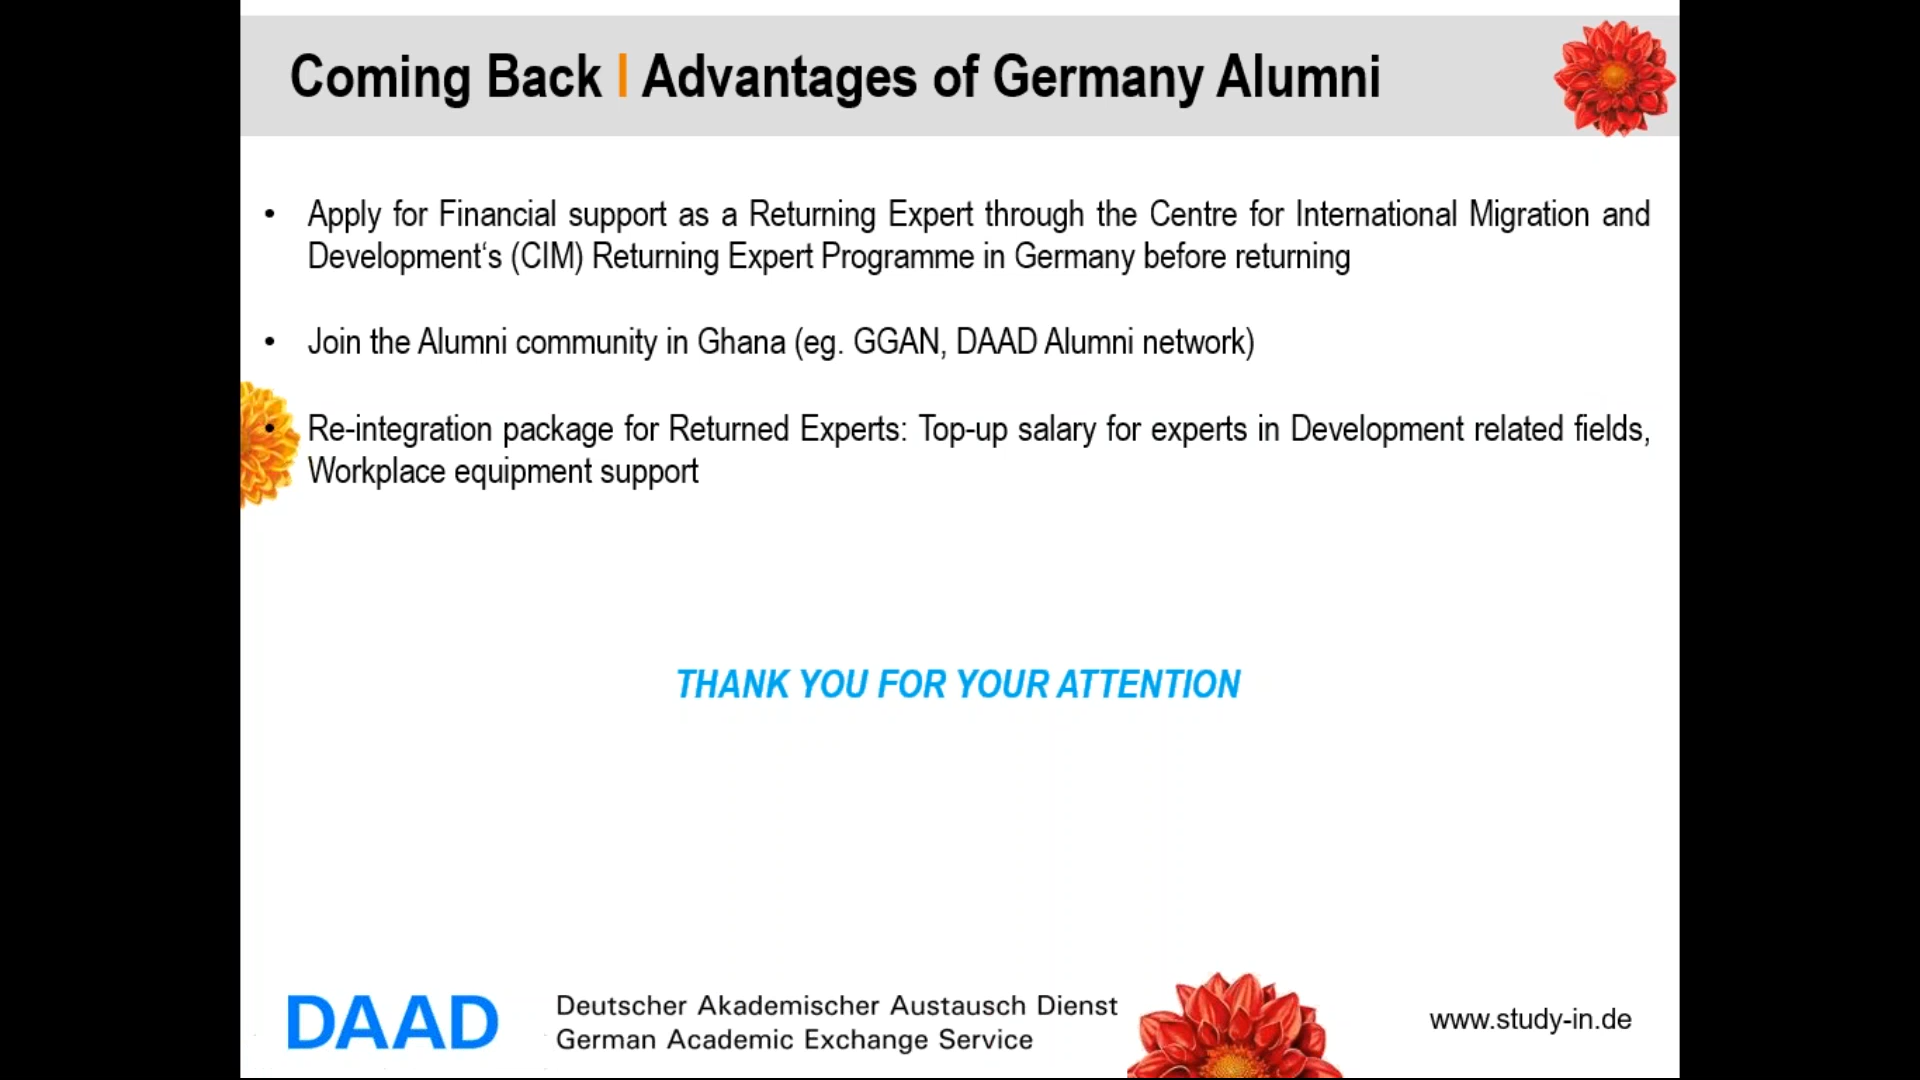 Coming Back | Advantages of Germany Alumni
• Apply for Financial support as a Returning Expert through the Centre for International Migration and
Development‘s (CIM) Returning Expert Programme in Germany before returning
• Join the Alumni community in Ghana (eg. GGAN, DAAD Alumni network)
• Re-integration package for Returned Experts: Top-up salary for experts in Development related fields,
Workplace equipment support
THANK YOU FOR YOUR ATTENTION
DAAD
Deutscher Akademischer Austausch Dienst
German Academic Exchange Service
www.study-in.de